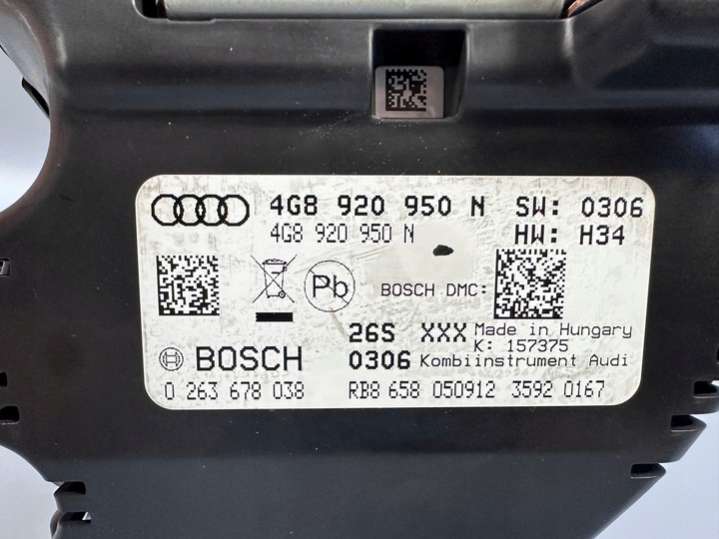 4G8 920 950 N SW: 0306
4G8 920 950 N HW: H34
Pb BOSCH DMC:
26S XXX Made in Hungary
K: 157375
BOSCH 0306 Kombiinstrument Audi
0 263 678 038 RB8 658 050912 3592 0167